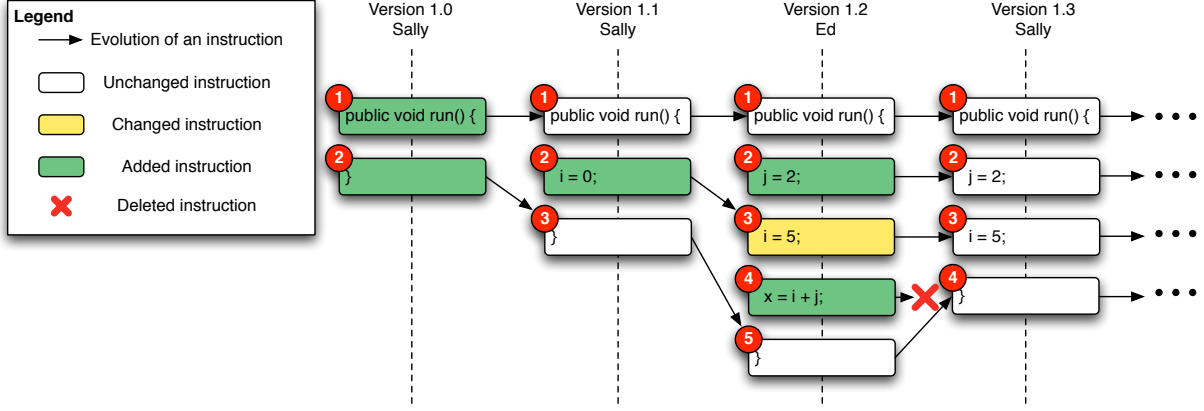 Legend
Evolution of an instruction
Unchanged instruction
Changed instruction
Added instruction
Deleted instruction
Version 1.0
Sally
Version 1.1
Sally
Version 1.2
Ed
Version 1.3
Sally
1
public void run() {
1
public void run() {
1
public void run() {
1
public void run() {
2
}
2
i = 0;
2
j = 2;
2
j = 2;
3
}
3
i = 5;
3
i = 5;
4
x = i + j;
4
}
5
}